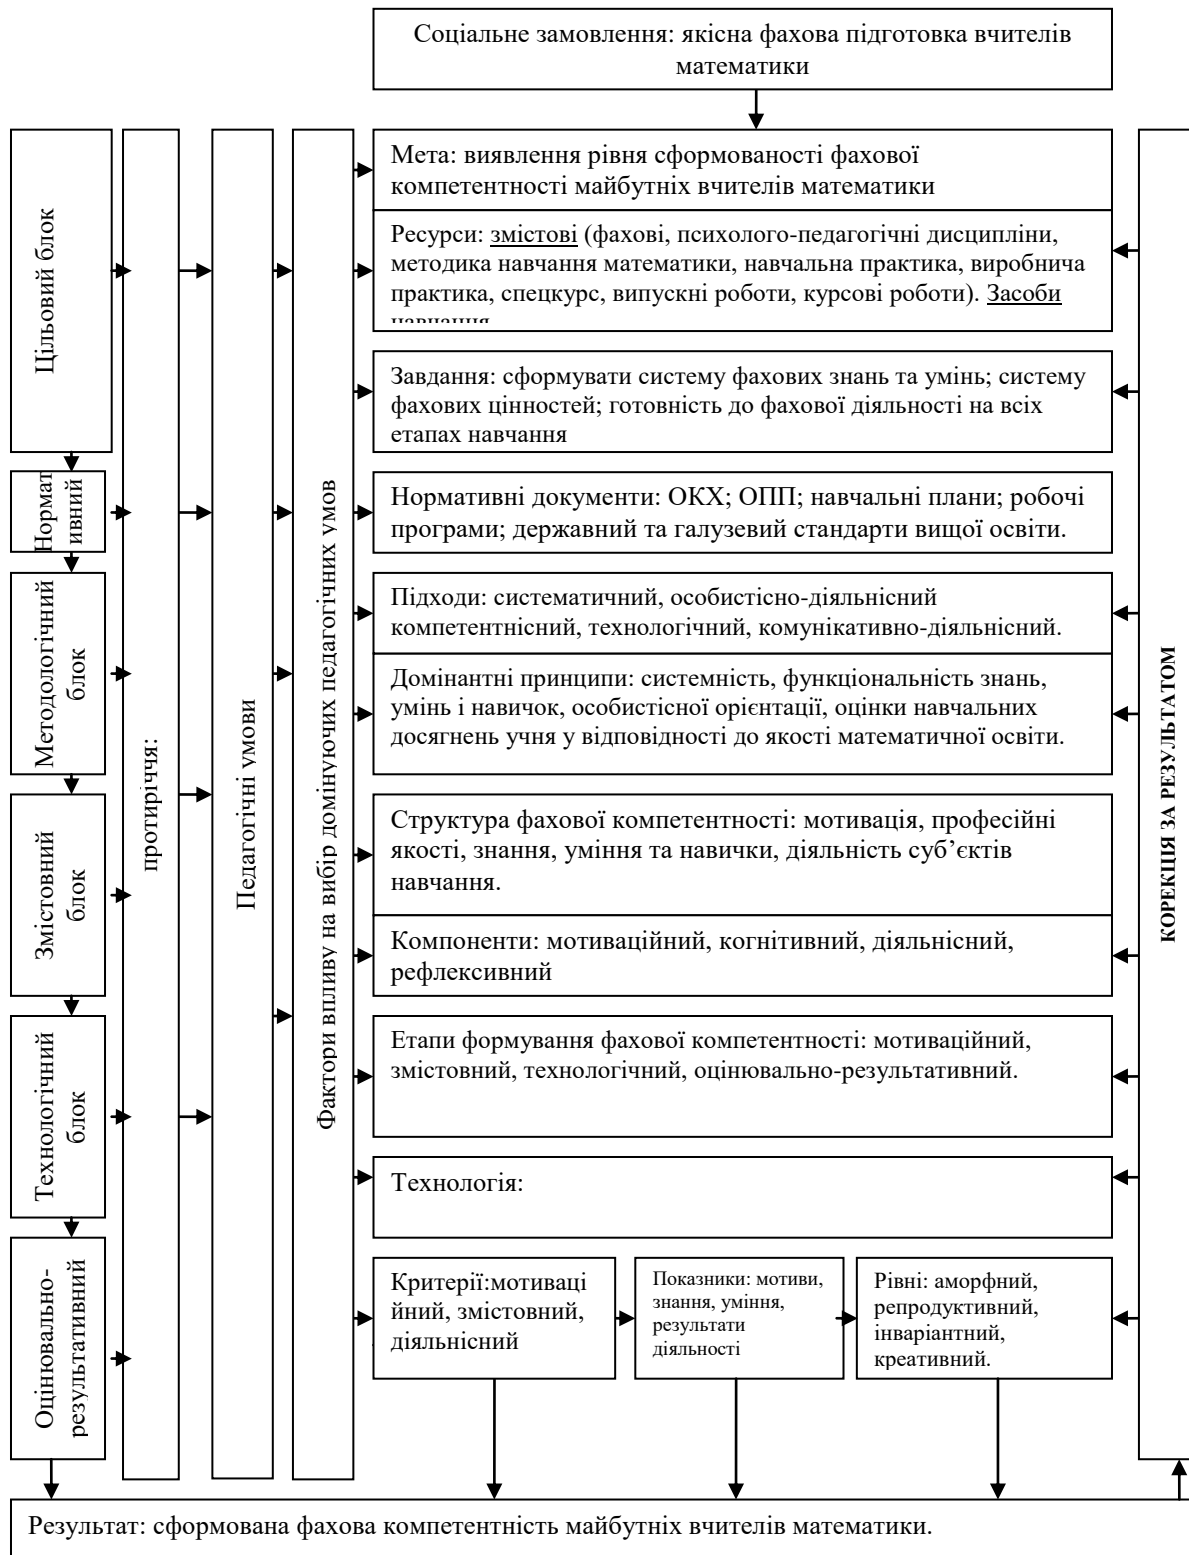 Соціальне замовлення: якісна фахова підготовка вчителів
математики
Цільовий блок
Нормат
ивний
Методологічний
блок
Змістовний
блок
Технологічний
блок
Оцінювально-
результативний
протиріччя:
Педагогічні умови
Фактори впливу на вибір домінуючих педагогічних умов
Мета: виявлення рівня сформованості фахової
компетентності майбутніх вчителів математики
Ресурси: змістові (фахові, психолого-педагогічні дисципліни,
методика навчання математики, навчальна практика, виробнича
практика, спецкурс, випускні роботи, курсові роботи). Засоби
навчання
Завдання: сформувати систему фахових знань та умінь; систему
фахових цінностей; готовність до фахової діяльності на всіх
етапах навчання
Нормативні документи: ОКХ; ОПП; навчальні плани; робочі
програми; державний та галузевий стандарти вищої освіти.
Підходи: систематичний, особистісно-діяльнісний
компетентнісний, технологічний, комунікативно-діяльнісний.
Домінантні принципи: системність, функціональність знань,
умінь і навичок, особистісної орієнтації, оцінки навчальних
досягнень учня у відповідності до якості математичної освіти.
Структура фахової компетентності: мотивація, професійні
якості, знання, уміння та навички, діяльність суб’єктів
навчання.
Компоненти: мотиваційний, когнітивний, діяльнісний,
рефлексивний
Етапи формування фахової компетентності: мотиваційний,
змістовний, технологічний, оцінювально-результативний.
Технологія:
Критерії:мотиваці
йний, змістовний,
діяльнісний
Показники: мотиви,
знання, уміння,
результати
діяльності
Рівні: аморфний,
репродуктивний,
інваріантний,
креативний.
КОРЕКЦІЯ ЗА РЕЗУЛЬТАТОМ
Результат: сформована фахова компетентність майбутніх вчителів математики.